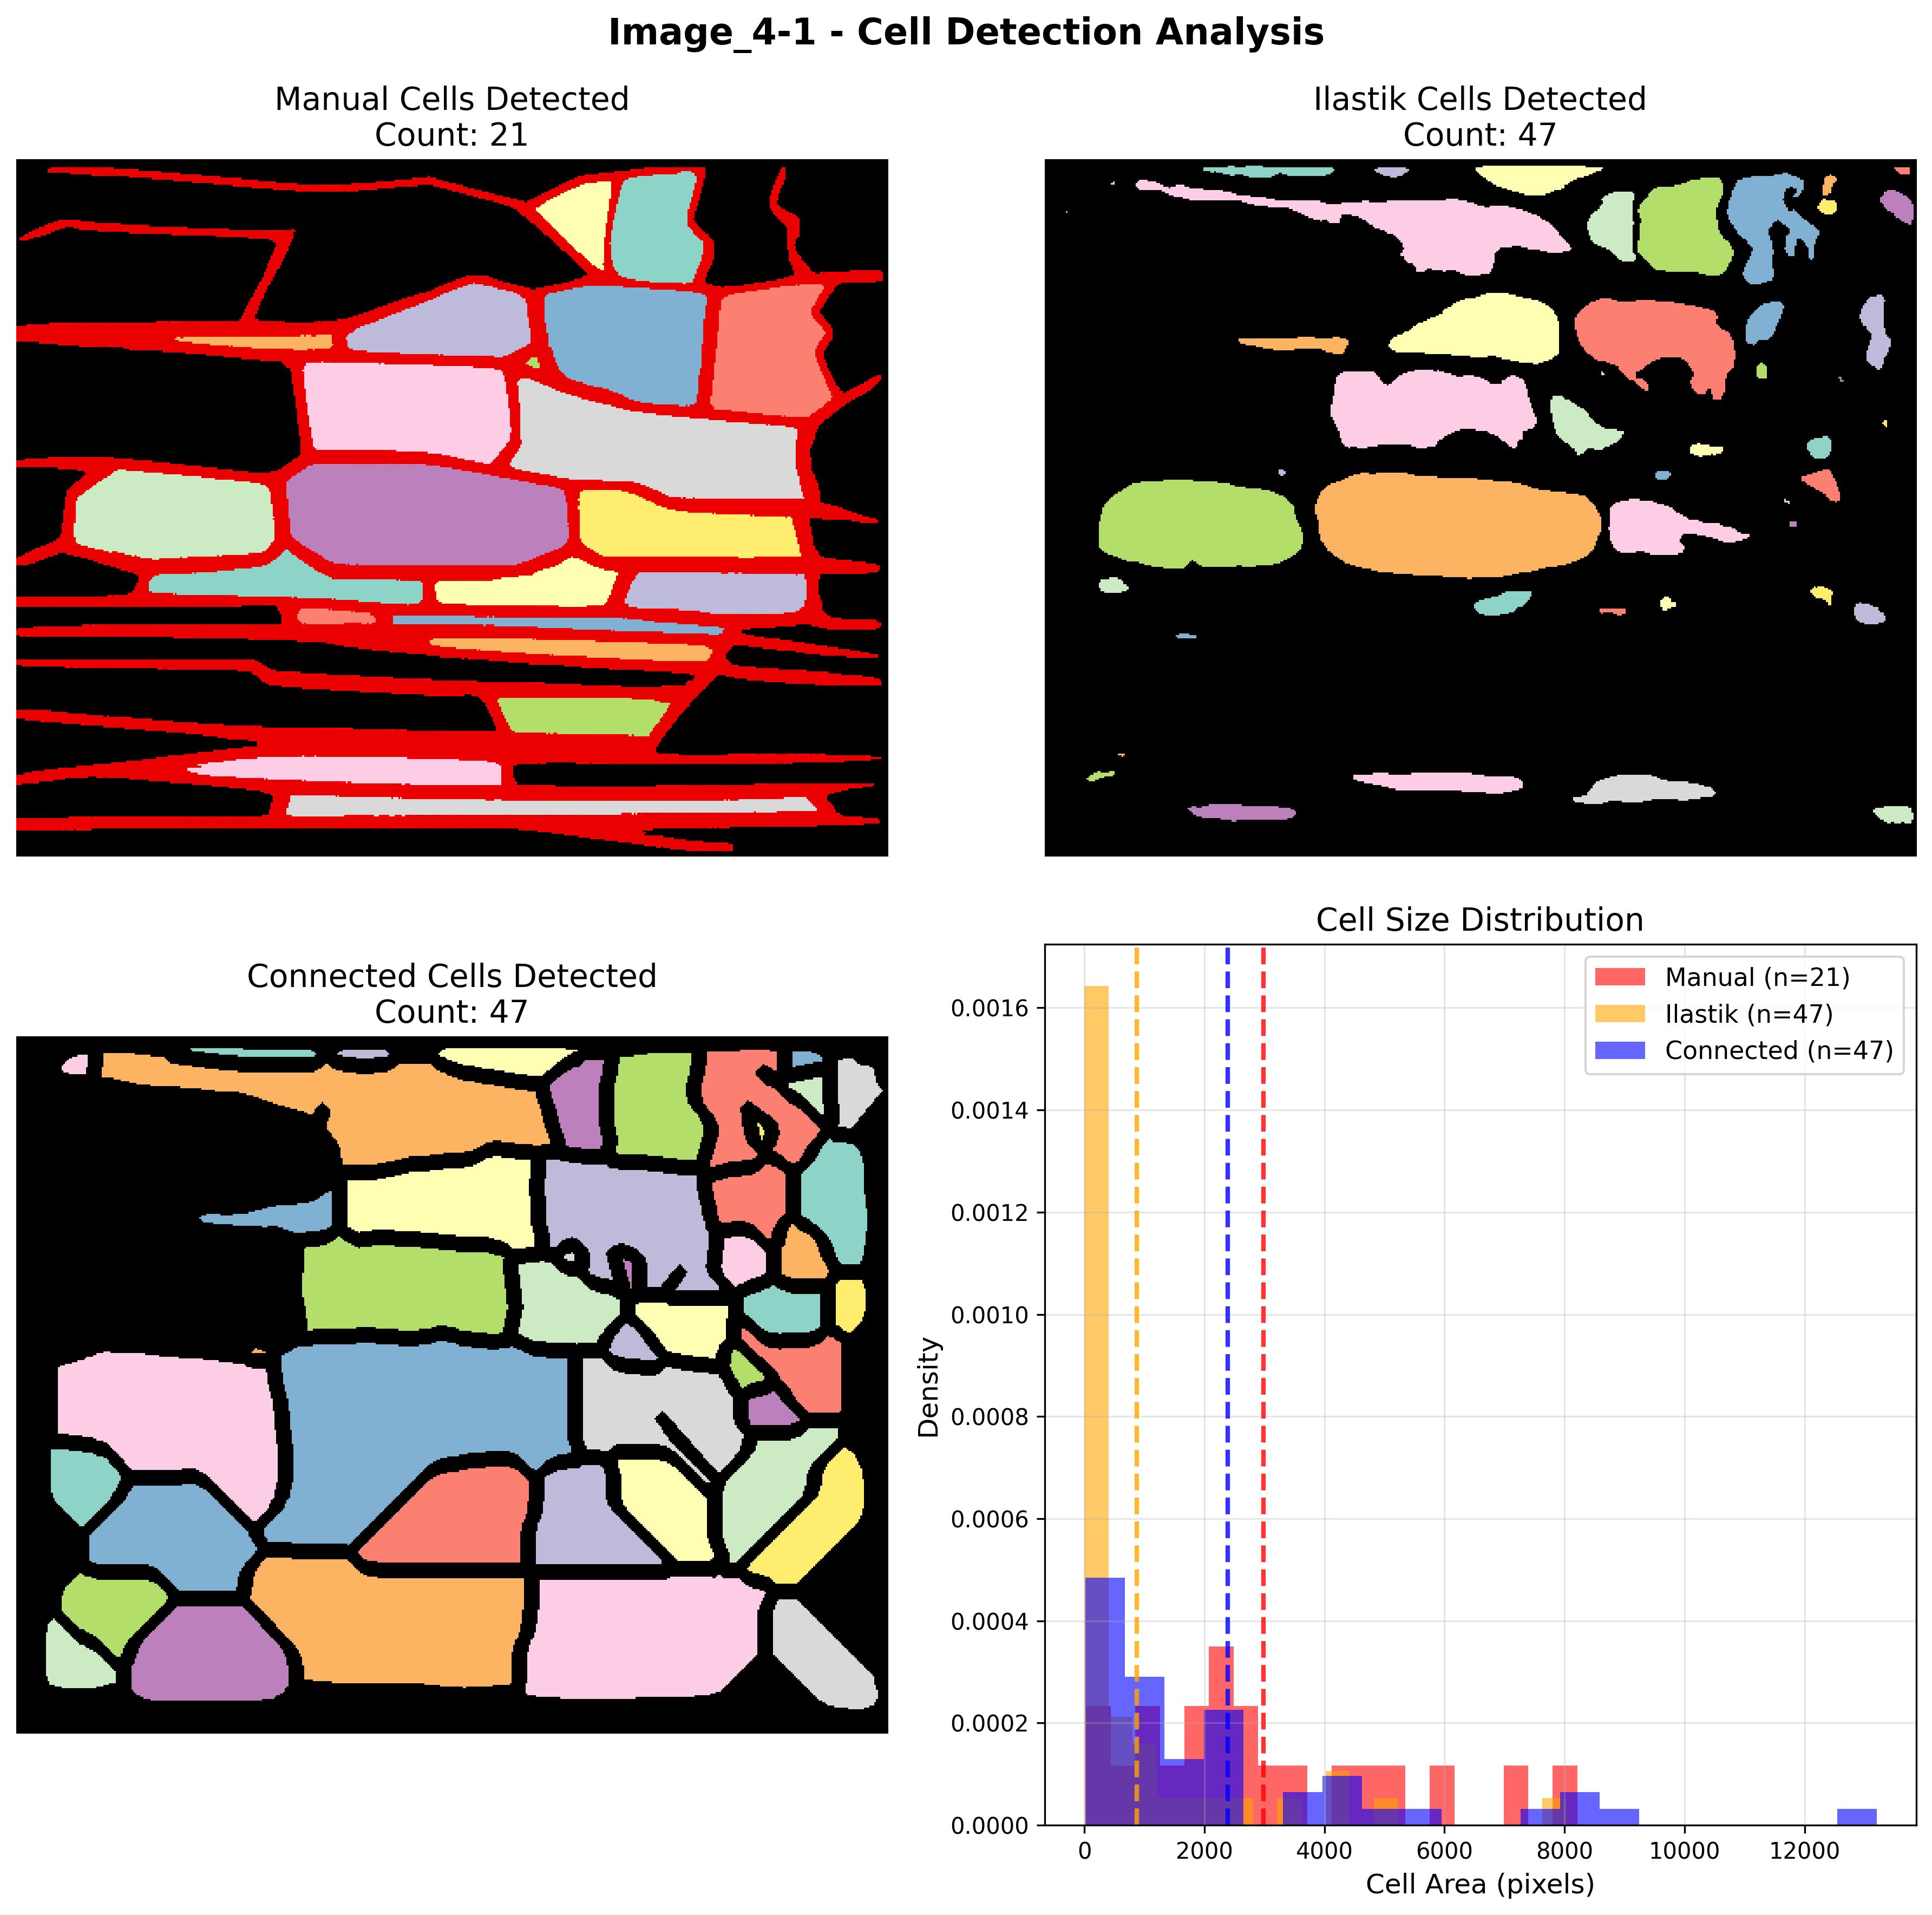 Image_4-1 - Cell Detection Analysis
Manual Cells Detected
Count: 21
Ilastik Cells Detected
Count: 47
Connected Cells Detected
Count: 47
Cell Size Distribution
Manual (n=21)
Ilastik (n=47)
Connected (n=47)
Density
0.0016
0.0014
0.0012
0.0010
0.0008
0.0006
0.0004
0.0002
0.0000
0 2000 4000 6000 8000 10000 12000
Cell Area (pixels)